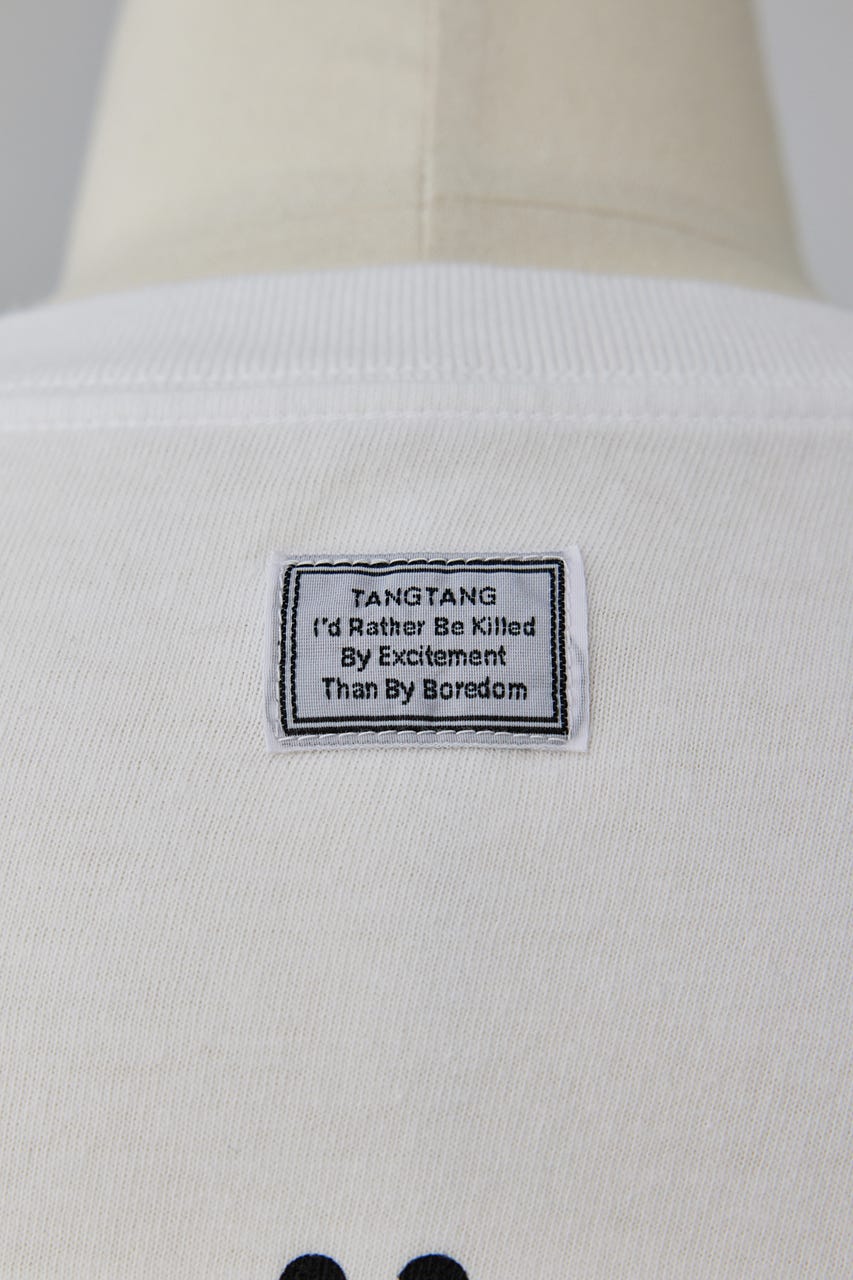 TANGTANG
I'd Rather Be Killed
By Excitement
Than By Boredom